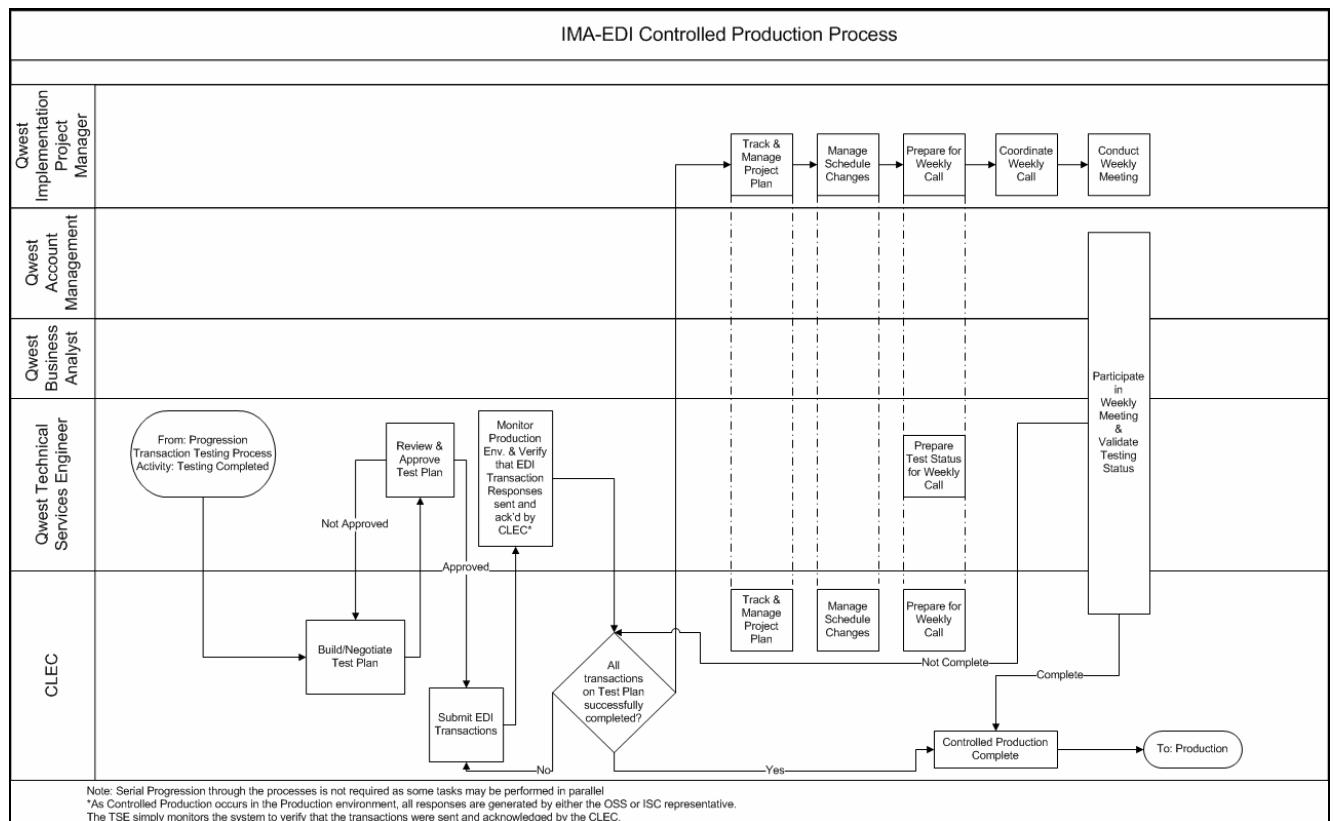 IMA-EDI Controlled Production Process
Qwest
Implementation
Project
Manager
Track &
Manage
Project
Plan
Manage
Schedule
Changes
Prepare for
Weekly
Call
Coordinate
Weekly
Call
Conduct
Weekly
Meeting
Qwest
Account
Management
Qwest
Business
Analyst
Participate
in
Weekly
Meeting
&
Validate
Testing
Status
Qwest Technical
Services Engineer
From: Progression
Transaction Testing Process
Activity: Testing Completed
Review &
Approve
Test Plan
Monitor
Production
Env. & Verify
that EDI
Transaction
Responses
sent and
ack'd by
CLEC*
Prepare
Test Status
for Weekly
Call
Not Approved
Approved
CLEC
Build/Negotiate
Test Plan
Submit EDI
Transactions
All
transactions
on Test Plan
successfully
completed?
Track &
Manage
Project
Plan
Manage
Schedule
Changes
Prepare for
Weekly
Call
Not Complete
Complete
Controlled Production
Complete
To: Production
No
Yes
Note: Serial Progression through the processes is not required as some tasks may be performed in parallel
*As Controlled Production occurs in the Production environment, all responses are generated by either the OSS or ISC representative.
The TSE simply monitors the system to verify that the transactions were sent and acknowledged by the CLEC.